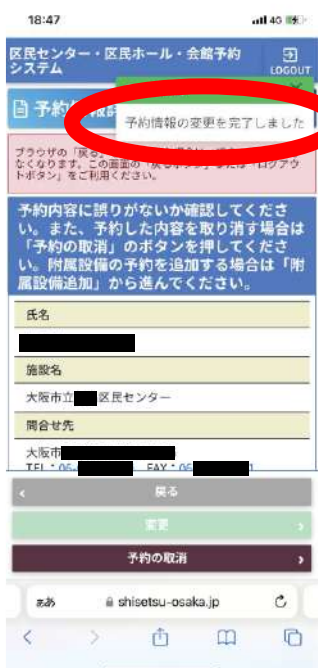 18:47
4G
区民センター・区民ホール・会館予約
システム
LOGOUT
予約
予約情報の変更を完了しました
ブラウザの「戻る
なくなります。この画面の「戻るボタン」または「ログアウ
トボタン」をご利用ください。
予約内容に誤りがないか確認してくださ
い。また、予約した内容を取り消す場合は
「予約の取消」のボタンを押してくださ
い。附属設備の予約を追加する場合は「附
属設備追加」から進んでください。
氏名
施設名
大阪市立 区民センター
問合せ先
大阪市
TEL：06- FAX：06 1
戻る
変更
予約の取消
ぁあ shisetsu-osaka.jp